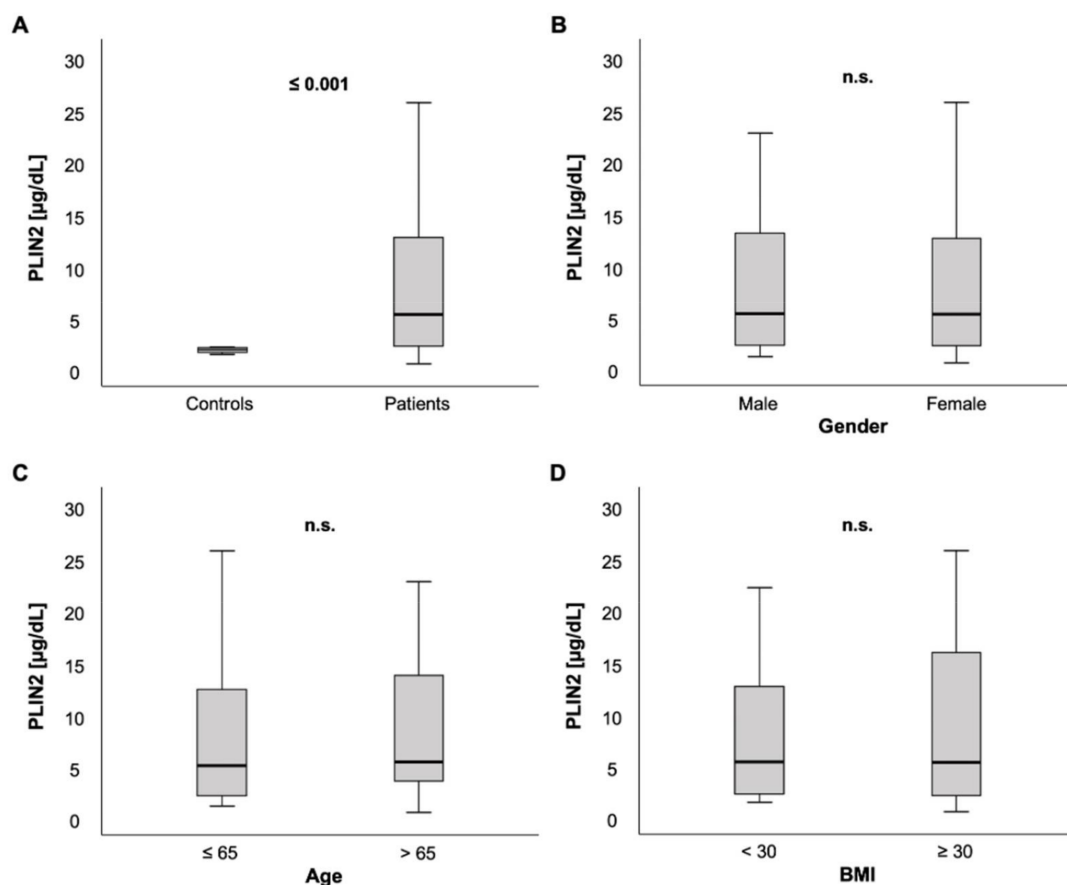 A
PLIN2 [µg/dL]
30
25
20
15
10
5
0
≤ 0.001
Controls Patients
B
PLIN2 [µg/dL]
30
25
20
15
10
5
0
n.s.
Male Female
Gender
C
PLIN2 [µg/dL]
30
25
20
15
10
5
0
n.s.
≤ 65 > 65
Age
D
PLIN2 [µg/dL]
30
25
20
15
10
5
0
n.s.
< 30 ≥ 30
BMI